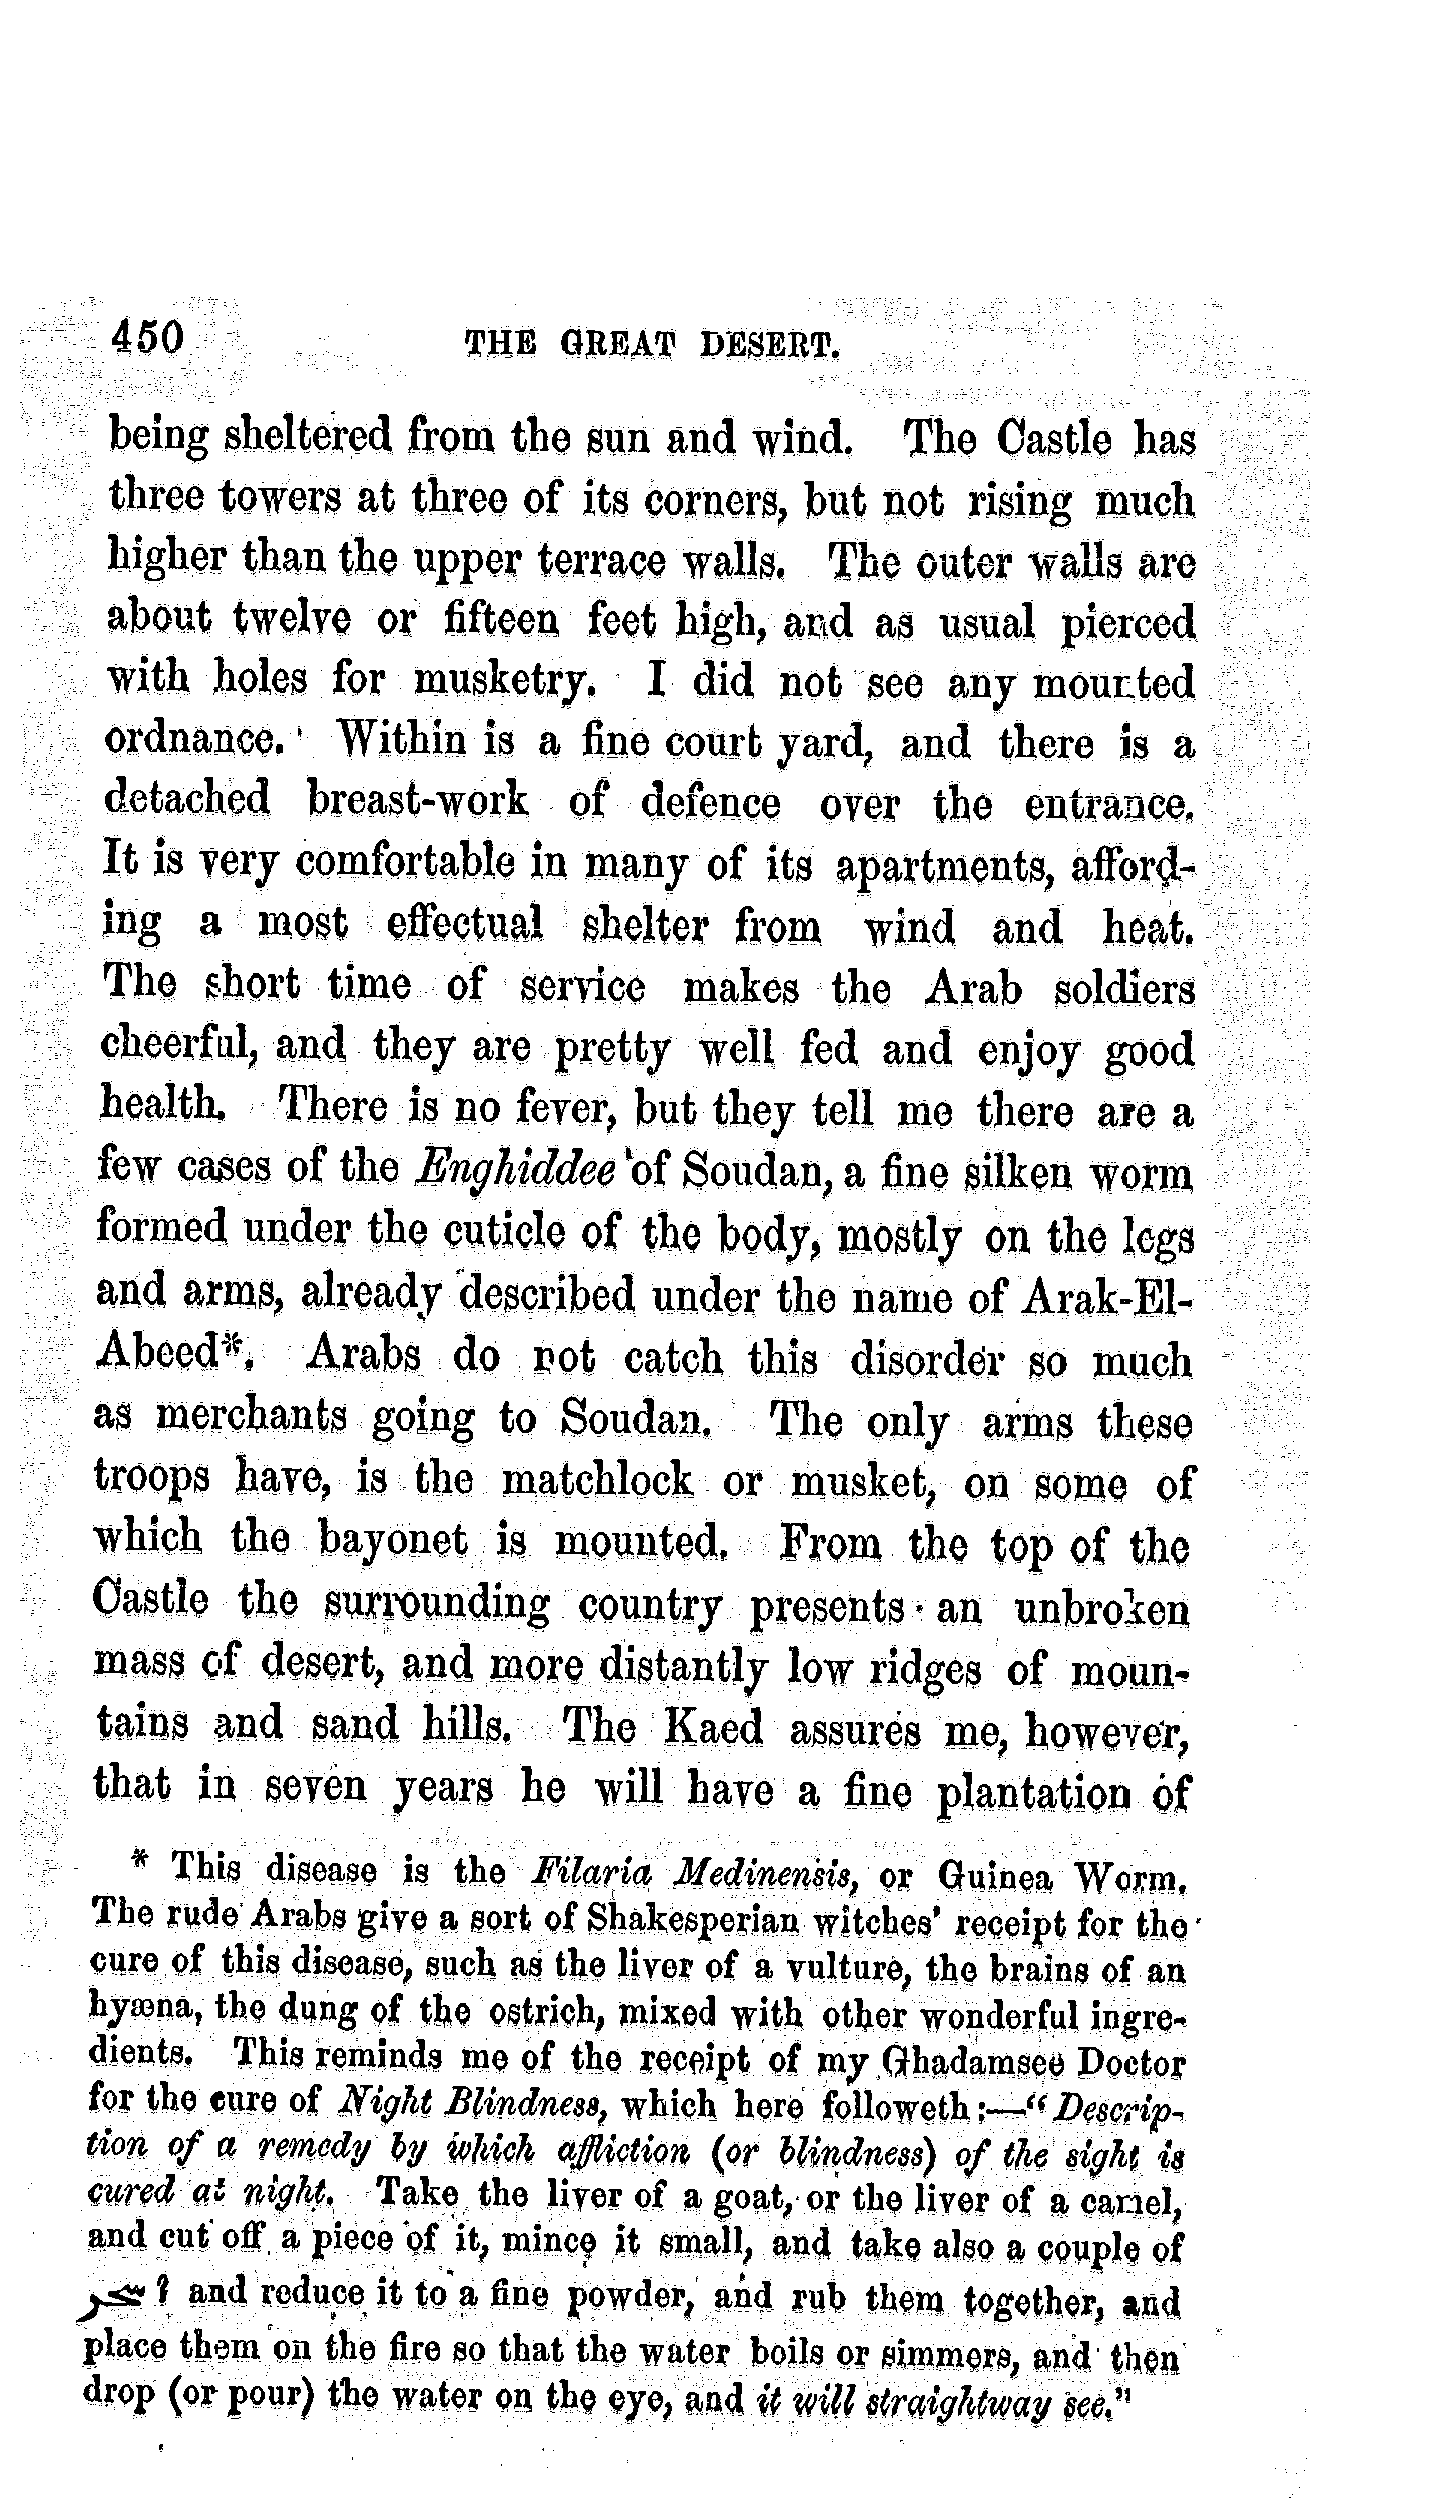 450 THE GREAT DESERT.
being sheltered from the sun and wind. The Castle has
three towers at three of its corners, but not rising much
higher than the upper terrace walls. The outer walls are
about twelve or fifteen feet high, and as usual pierced
with holes for musketry. I did not see any mounted
ordnance. Within is a fine court yard, and there is a
detached breast-work of defence over the entrance.
It is very comfortable in many of its apartments, afford-
ing a most effectual shelter from wind and heat.
The short time of service makes the Arab soldiers
cheerful, and they are pretty well fed and enjoy good
health. There is no fever, but they tell me there are a
few cases of the Enghiddee of Soudan, a fine silken worm
formed under the cuticle of the body, mostly on the legs
and arms, already described under the name of Arak-El-
Abeed*. Arabs do not catch this disorder so much
as merchants going to Soudan. The only arms these
troops have, is the matchlock or musket, on some of
which the bayonet is mounted. From the top of the
Castle the surrounding country presents an unbroken
mass of desert, and more distantly low ridges of moun-
tains and sand hills. The Kaed assures me, however,
that in seven years he will have a fine plantation of
* This disease is the Filaria Medinensis, or Guinea Worm.
The rude Arabs give a sort of Shakesperian witches' receipt for the
cure of this disease, such as the liver of a vulture, the brains of an
hyæna, the dung of the ostrich, mixed with other wonderful ingre-
dients. This reminds me of the receipt of my Ghadamsee Doctor
for the cure of Night Blindness, which here followeth:—"Descrip-
tion of a remedy by which affliction (or blindness) of the sight is
cured at night. Take the liver of a goat, or the liver of a camel,
and cut off a piece of it, mince it small, and take also a couple of
? and reduce it to a fine powder, and rub them together, and
place them on the fire so that the water boils or simmers, and then
drop (or pour) the water on the eye, and it will straightway see."